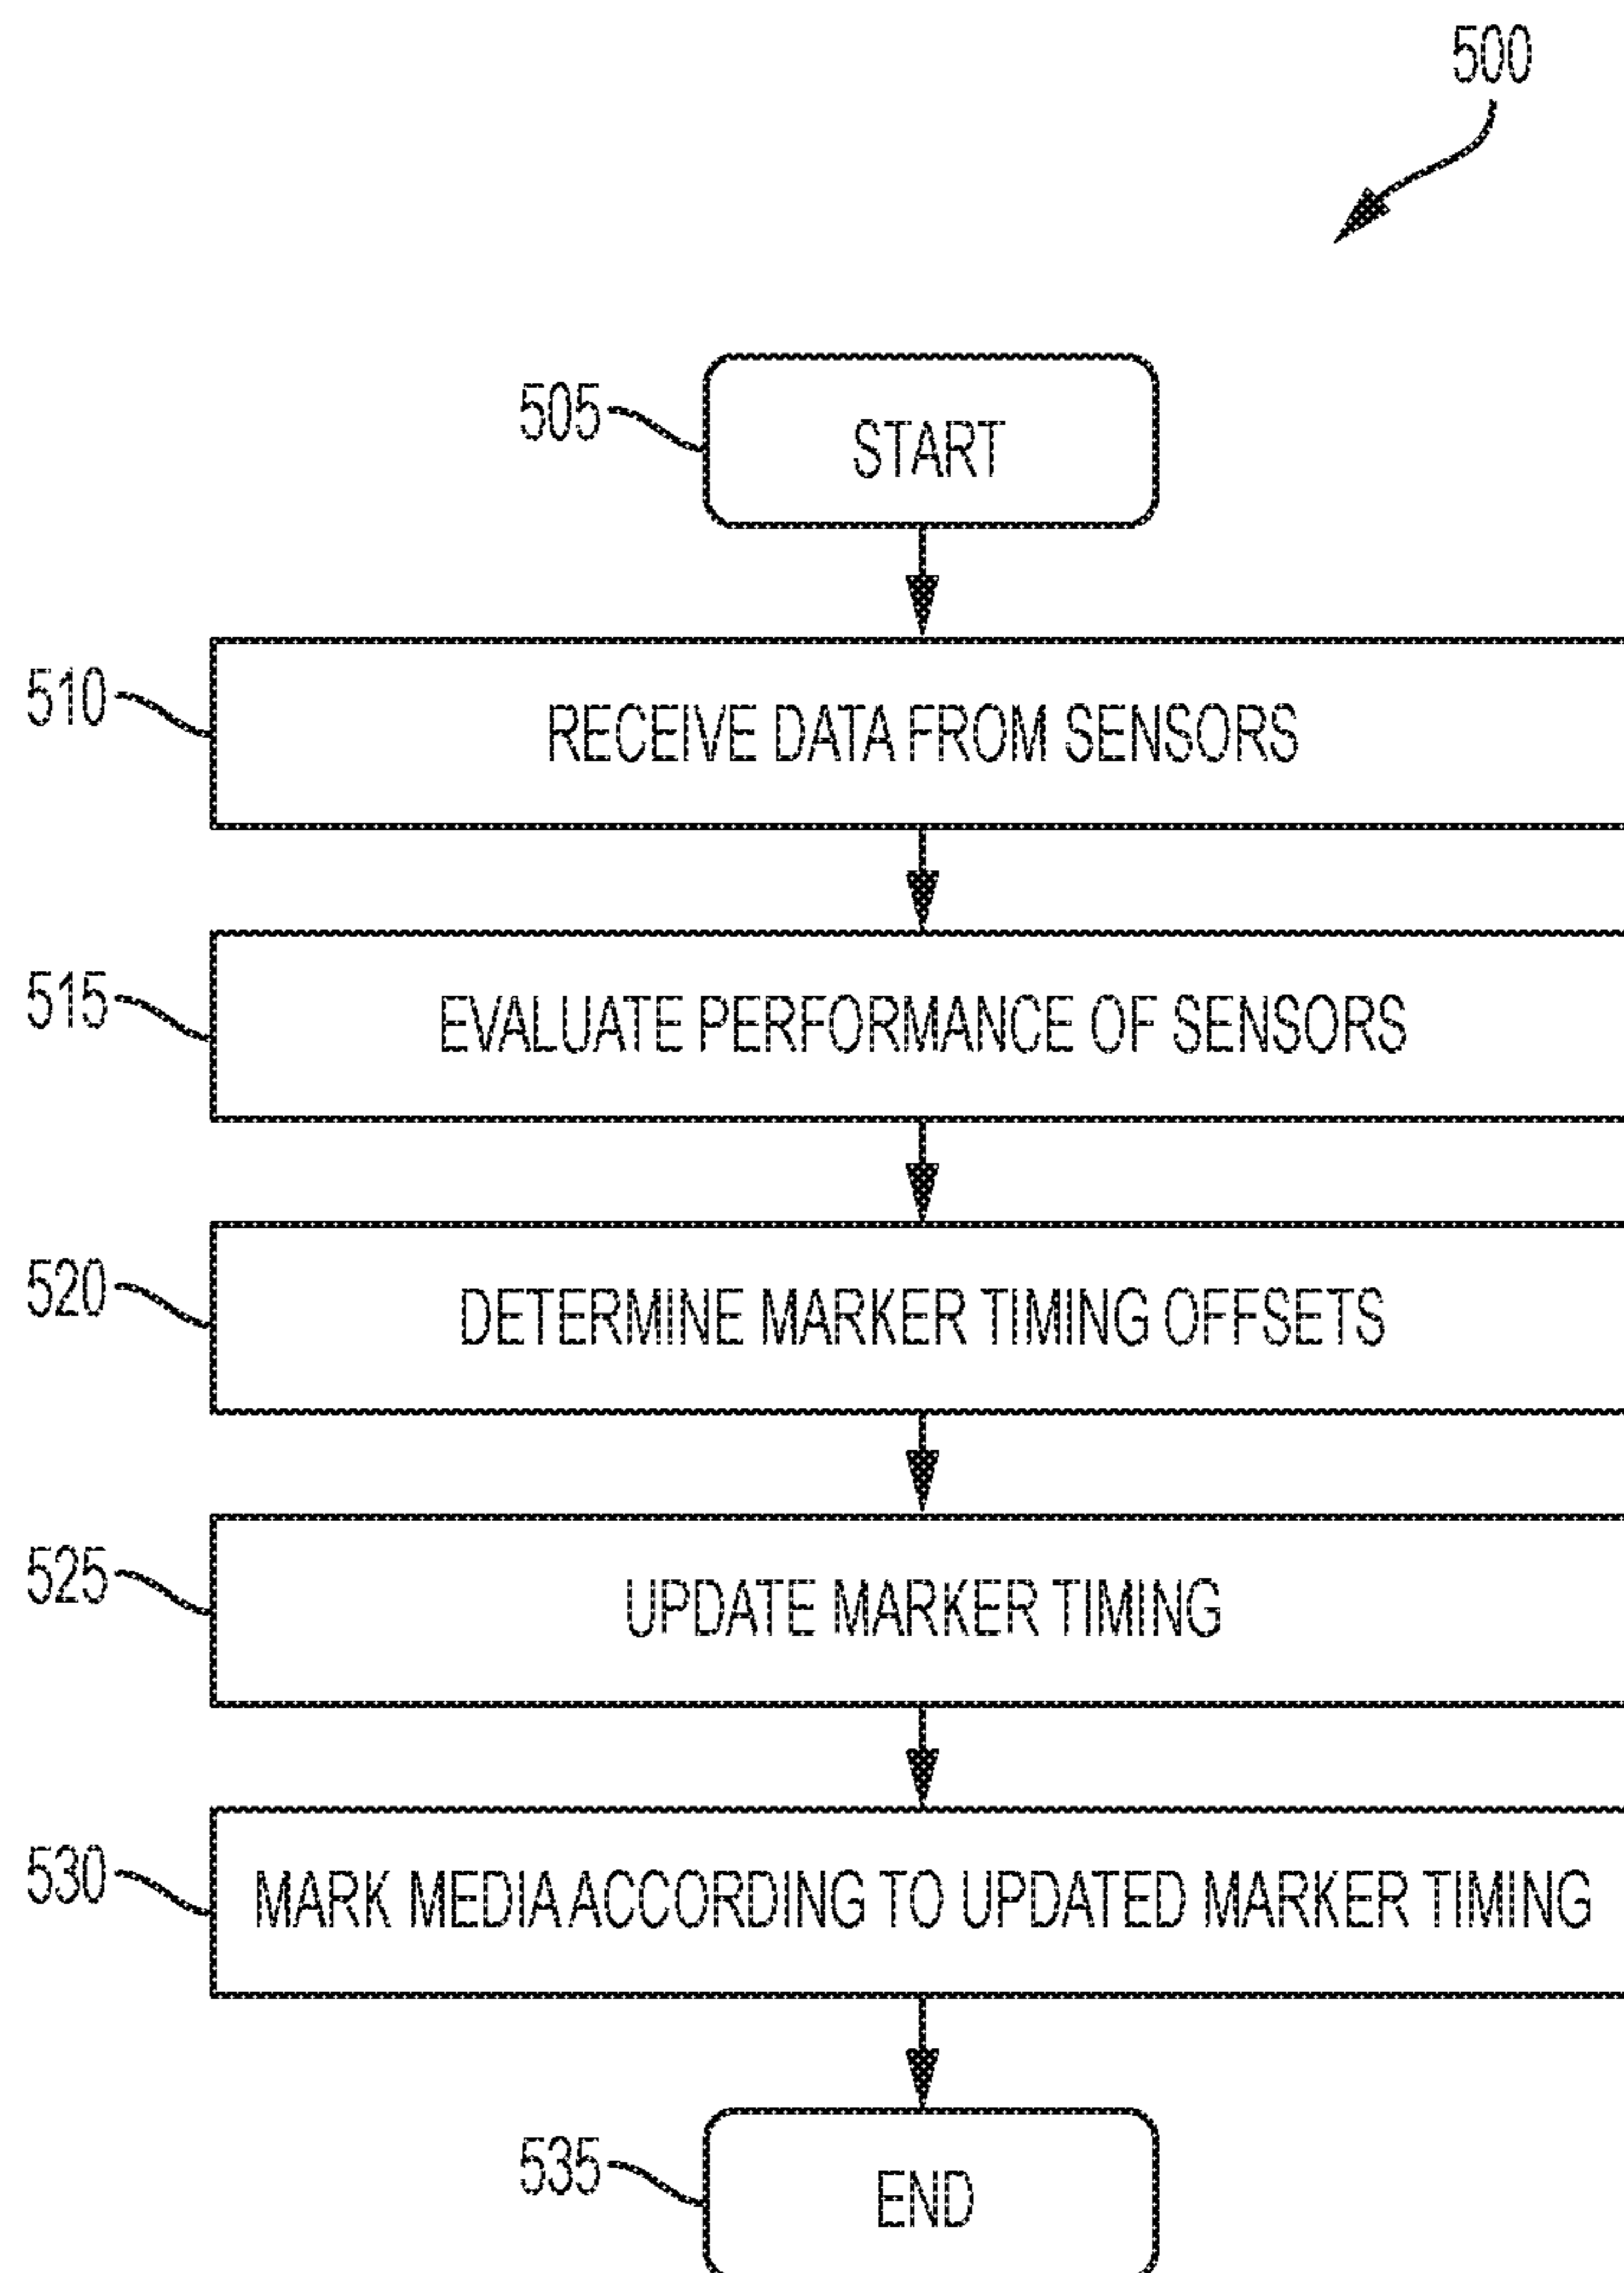 500
505
START
510
RECEIVE DATA FROM SENSORS
515
EVALUATE PERFORMANCE OF SENSORS
520
DETERMINE MARKER TIMING OFFSETS
525
UPDATE MARKER TIMING
530
MARK MEDIA ACCORDING TO UPDATED MARKER TIMING
535
END